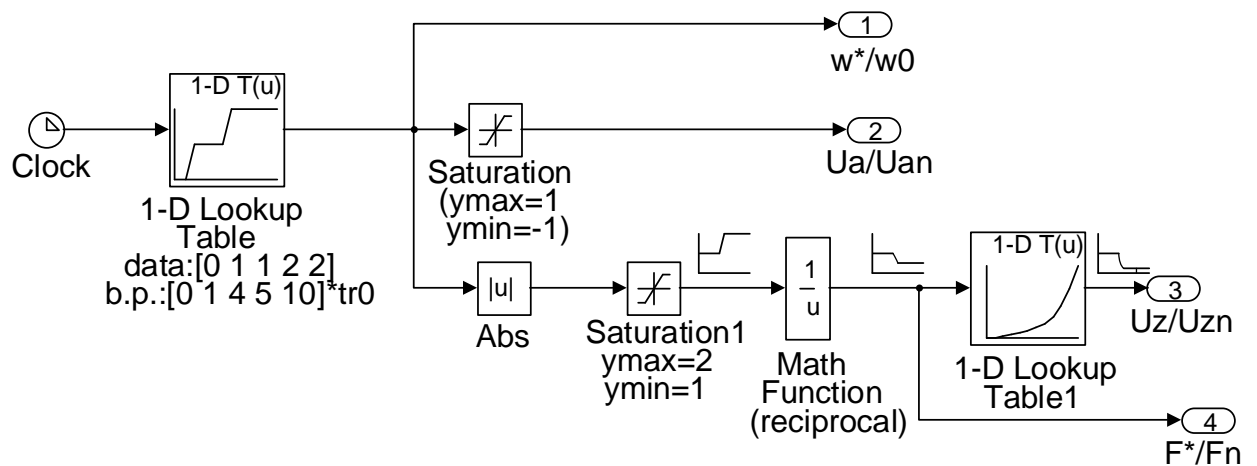 1
w*/w0
1-D T(u)
Clock
2
Ua/Uan
1-D Lookup
Table
data:[0 1 1 2 2]
b.p.:[0 1 4 5 10]*tr0
Saturation
(ymax=1
ymin=-1)
|u|
Abs
Saturation1
ymax=2
ymin=1
1
u
Math
Function
(reciprocal)
1-D T(u)
1-D Lookup
Table1
3
Uz/Uzn
4
F*/Fn